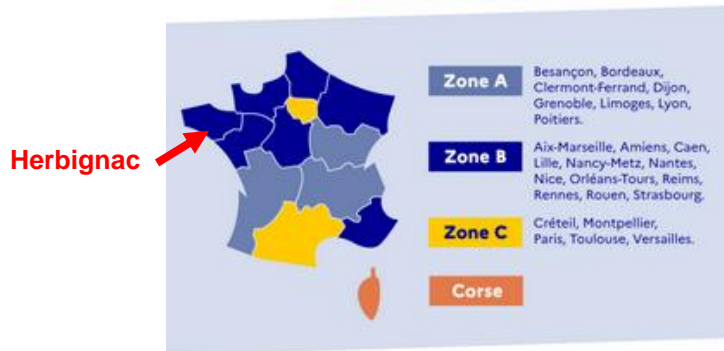 Herbignac
Zone A
Besançon, Bordeaux,
Clermont-Ferrand, Dijon,
Grenoble, Limoges, Lyon,
Poitiers.
Zone B
Aix-Marseille, Amiens, Caen,
Lille, Nancy-Metz, Nantes,
Nice, Orléans-Tours, Reims,
Rennes, Rouen, Strasbourg.
Zone C
Créteil, Montpellier,
Paris, Toulouse, Versailles.
Corse